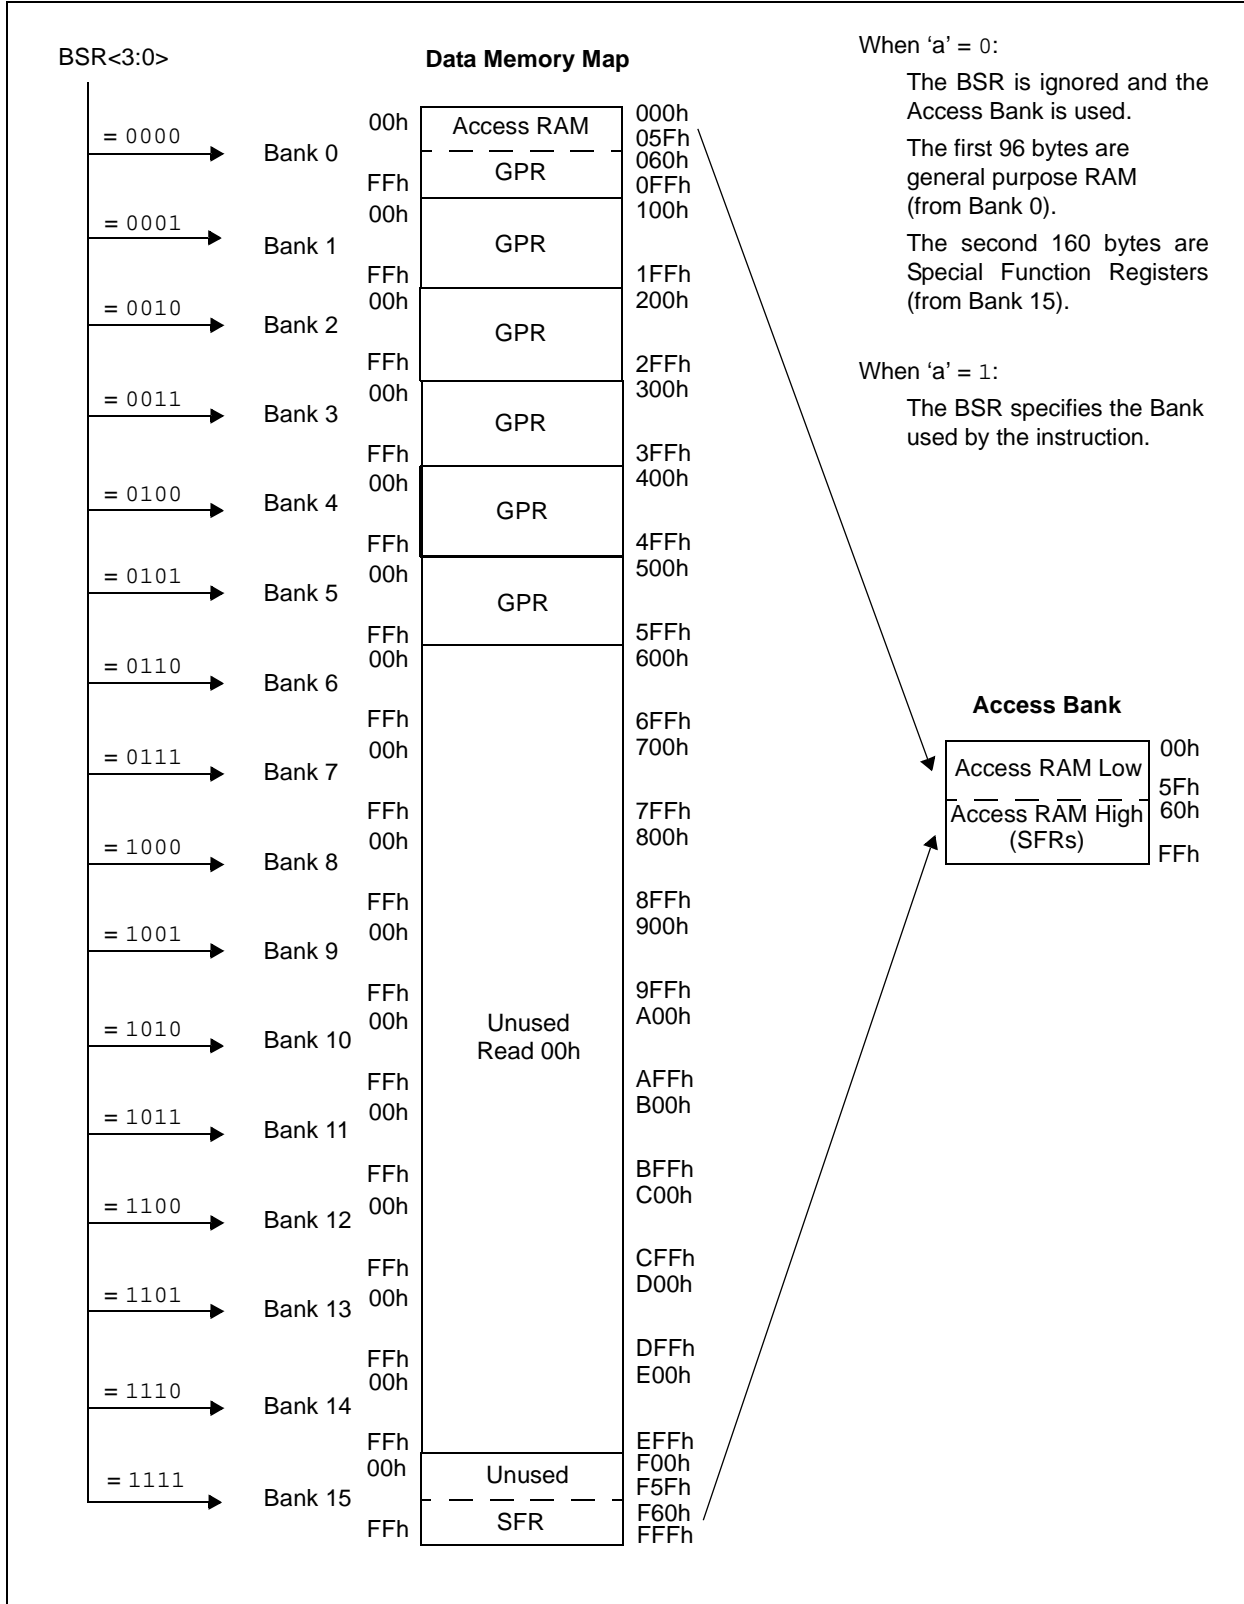 BSR<3:0>
Data Memory Map
When ‘a’ = 0:
The BSR is ignored and the
Access Bank is used.
The first 96 bytes are
general purpose RAM
(from Bank 0).
The second 160 bytes are
Special Function Registers
(from Bank 15).
When ‘a’ = 1:
The BSR specifies the Bank
used by the instruction.
= 0000
Bank 0
00h
FFh
Access RAM
GPR
000h
05Fh
060h
0FFh
= 0001
Bank 1
00h
FFh
GPR
100h
1FFh
= 0010
Bank 2
00h
FFh
GPR
200h
2FFh
= 0011
Bank 3
00h
FFh
GPR
300h
3FFh
= 0100
Bank 4
00h
FFh
GPR
400h
4FFh
= 0101
Bank 5
00h
FFh
GPR
500h
5FFh
= 0110
Bank 6
00h
FFh
600h
6FFh
= 0111
Bank 7
00h
FFh
700h
7FFh
= 1000
Bank 8
00h
FFh
800h
8FFh
= 1001
Bank 9
00h
FFh
900h
9FFh
= 1010
Bank 10
00h
FFh
Unused
Read 00h
A00h
AFFh
= 1011
Bank 11
00h
FFh
B00h
BFFh
= 1100
Bank 12
00h
FFh
C00h
CFFh
= 1101
Bank 13
00h
FFh
D00h
DFFh
= 1110
Bank 14
00h
FFh
E00h
EFFh
= 1111
Bank 15
00h
FFh
Unused
SFR
F00h
F5Fh
F60h
FFFh
Access Bank
Access RAM Low
Access RAM High
(SFRs)
00h
5Fh
60h
FFh